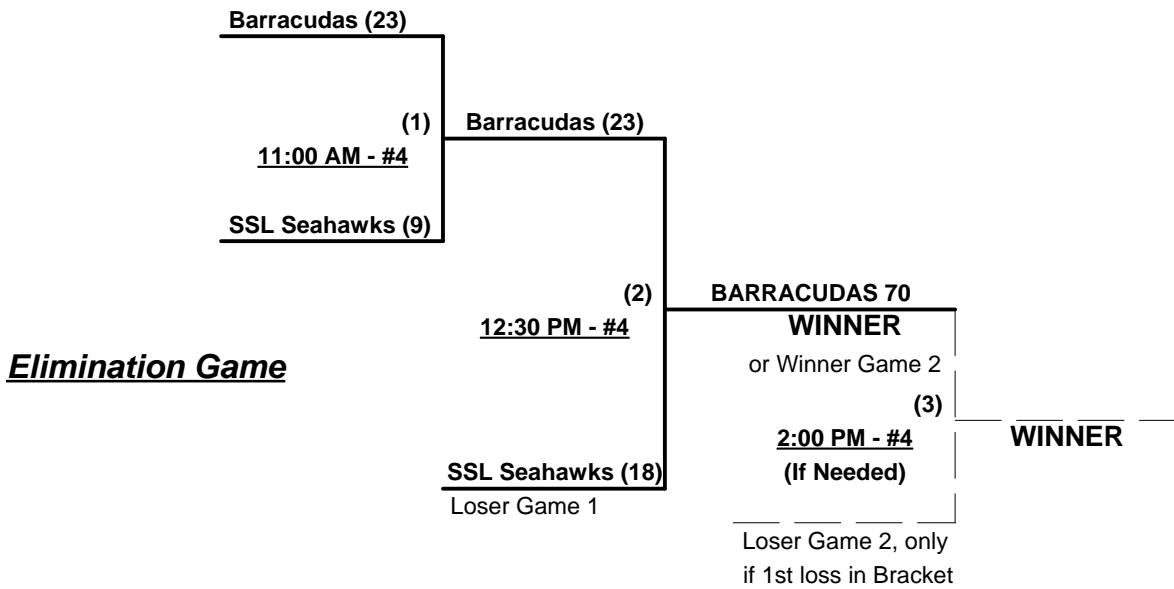 Barracudas (23)
(1)
Barracudas (23)
11:00 AM - #4
SSL Seahawks (9)
(2)
BARRACUDAS 70
12:30 PM - #4
WINNER
Elimination Game
or Winner Game 2
(3)
2:00 PM - #4
WINNER
(If Needed)
SSL Seahawks (18)
Loser Game 1
Loser Game 2, only
if 1st loss in Bracket